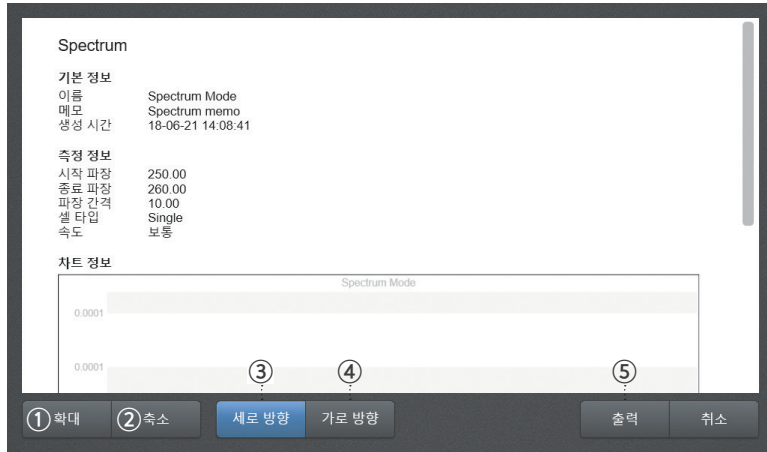 Spectrum
기본 정보
이름 Spectrum Mode
메모 Spectrum memo
생성 시간 18-06-21 14:08:41
측정 정보
시작 파장 250.00
종료 파장 260.00
파장 간격 10.00
셀 타입 Single
속도 보통
차트 정보
Spectrum Mode
0.0001
0.0001
③ ④ ⑤
① 확대 ② 축소 세로 방향 가로 방향 출력 취소